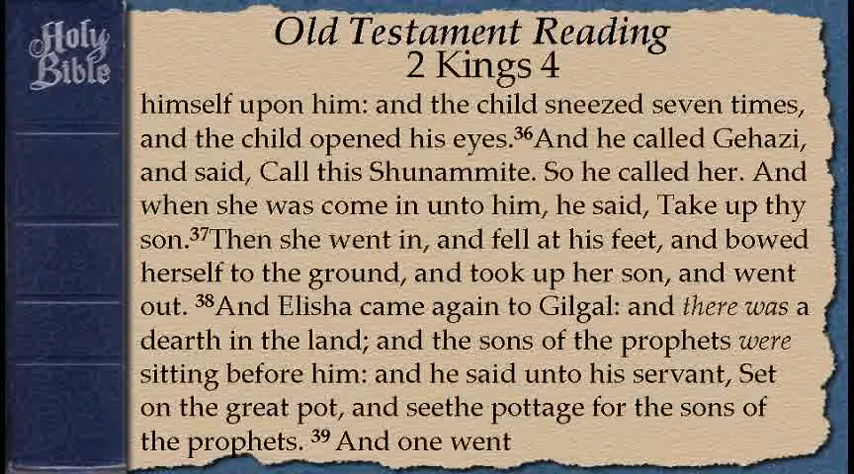 Holy
Bible
Old Testament Reading
2 Kings 4
himself upon him: and the child sneezed seven times,
and the child opened his eyes.³⁶And he called Gehazi,
and said, Call this Shunammite. So he called her. And
when she was come in unto him, he said, Take up thy
son.³⁷Then she went in, and fell at his feet, and bowed
herself to the ground, and took up her son, and went
out. ³⁸And Elisha came again to Gilgal: and there was a
dearth in the land; and the sons of the prophets were
sitting before him: and he said unto his servant, Set
on the great pot, and seethe pottage for the sons of
the prophets. ³⁹ And one went